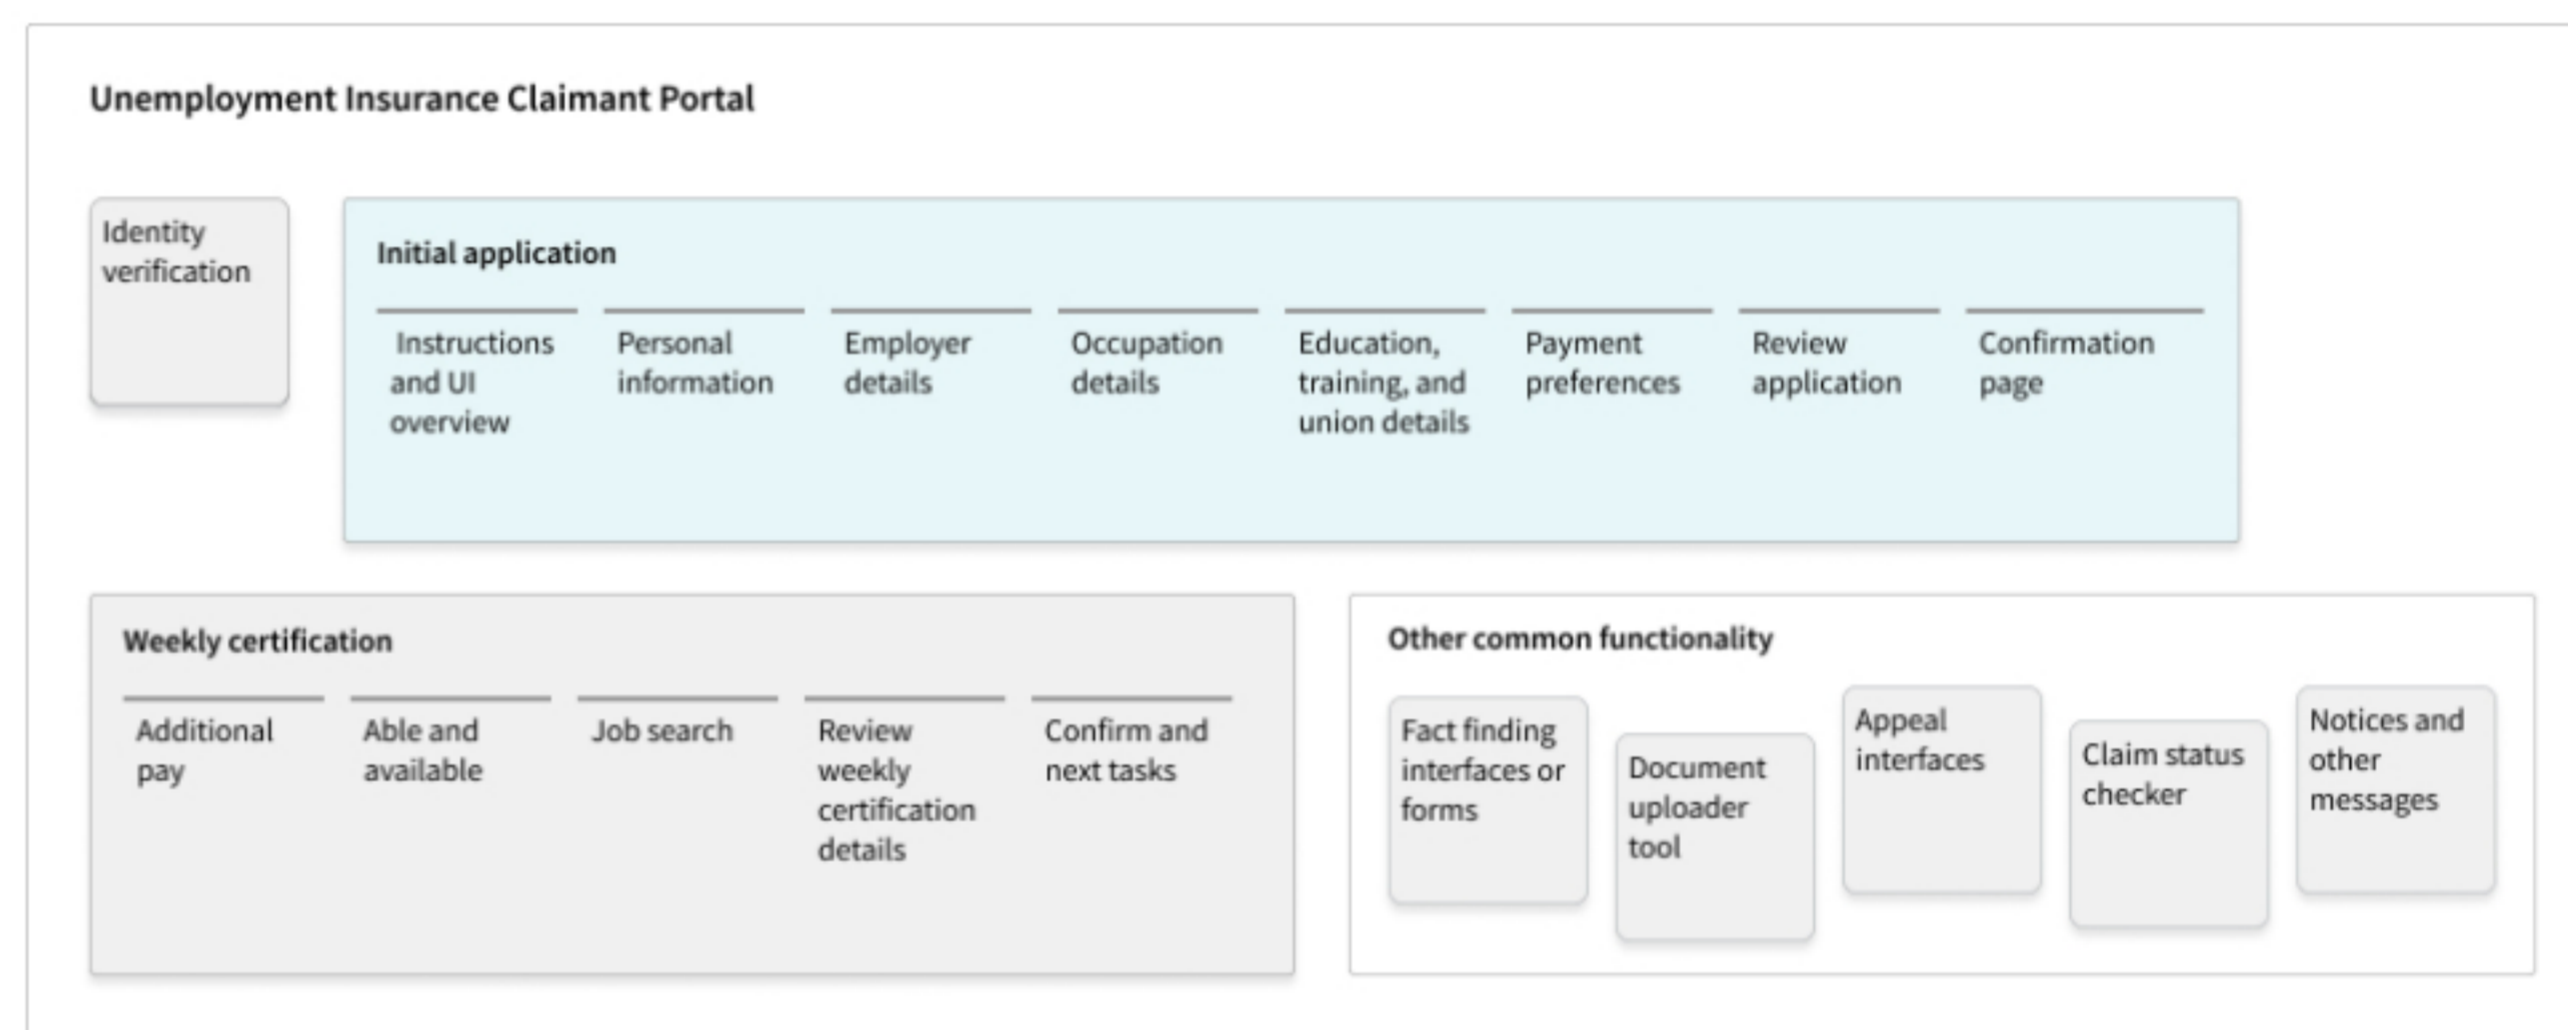 Unemployment Insurance Claimant Portal
Identity
verification
Initial application
Instructions
and UI
overview
Personal
information
Employer
details
Occupation
details
Education,
training, and
union details
Payment
preferences
Review
application
Confirmation
page
Weekly certification
Additional
pay
Able and
available
Job search
Review
weekly
certification
details
Confirm and
next tasks
Other common functionality
Fact finding
interfaces or
forms
Document
uploader
tool
Appeal
interfaces
Claim status
checker
Notices and
other
messages